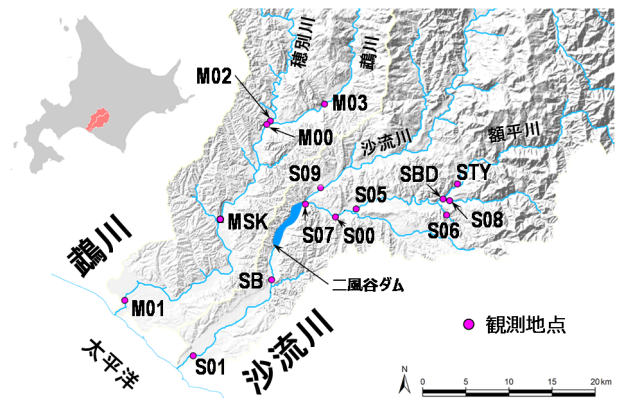 穂別川
鵡川
M02
M03
M00
沙流川
額平川
S09
SBD
STY
S05
MSK
S07
S00
S06
S08
鵡川
SB
二風谷ダム
M01
沙流川
観測地点
太平洋
S01
N
0 5 10 20 km